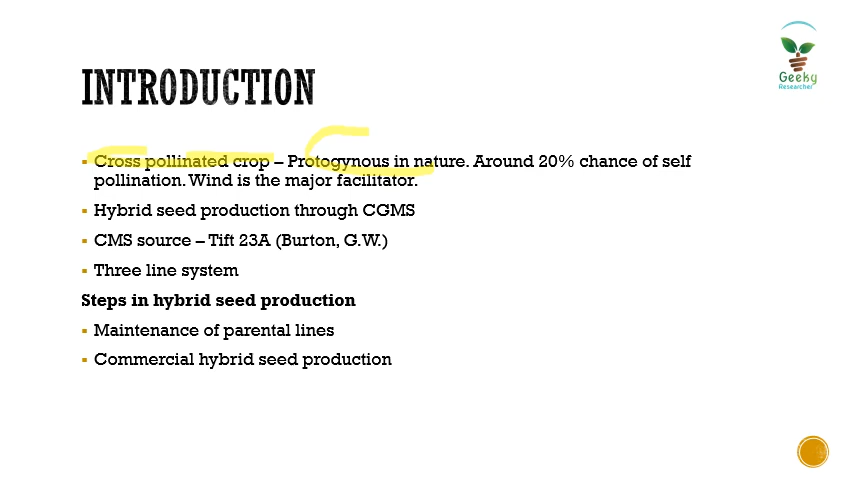 Geeky
Researcher
INTRODUCTION
▪ Cross pollinated crop – Protogynous in nature. Around 20% chance of self
pollination. Wind is the major facilitator.
▪ Hybrid seed production through CGMS
▪ CMS source – Tift 23A (Burton, G.W.)
▪ Three line system
Steps in hybrid seed production
▪ Maintenance of parental lines
▪ Commercial hybrid seed production